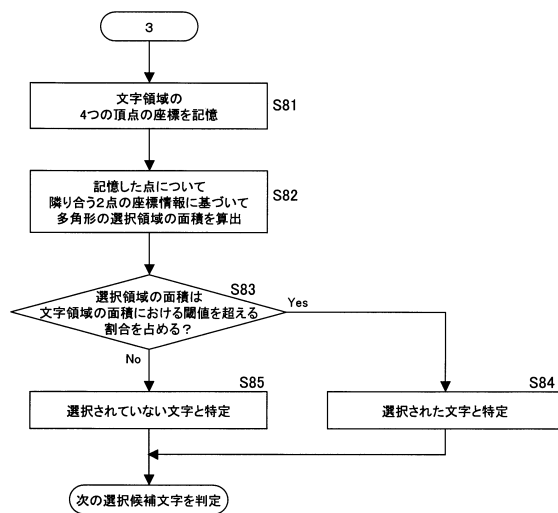 3
文字領域の
4つの頂点の座標を記憶
S81
記憶した点について
隣り合う2点の座標情報に基づいて
多角形の選択領域の面積を算出
S82
S83
選択領域の面積は
文字領域の面積における閾値を超える
割合を占める?
Yes
No
S85
選択されていない文字と特定
S84
選択された文字と特定
次の選択候補文字を判定